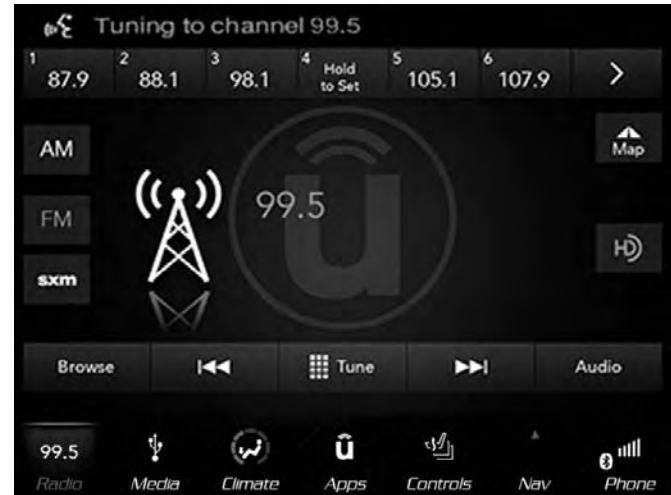 Tuning to channel 99.5
1 87.9 2 88.1 3 98.1 4 Hold to Set 5 105.1 6 107.9
AM
Map
FM
99.5
HD
sxm
Browse Tune Audio
99.5 û
Radio Media Climate Apps Controls Nav Phone